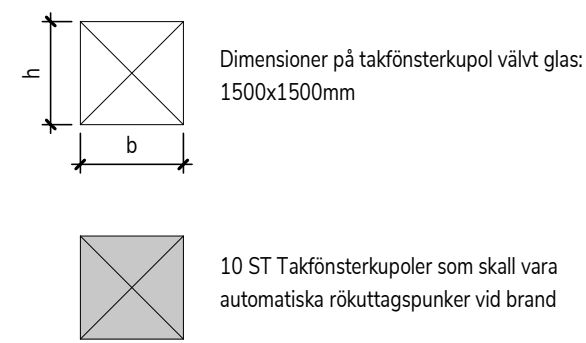 h
Dimensioner på takfönsterkupol välvt glas:
1500x1500mm
b
10 ST Takfönsterkupoler som skall vara
automatiska rökuttagspunker vid brand